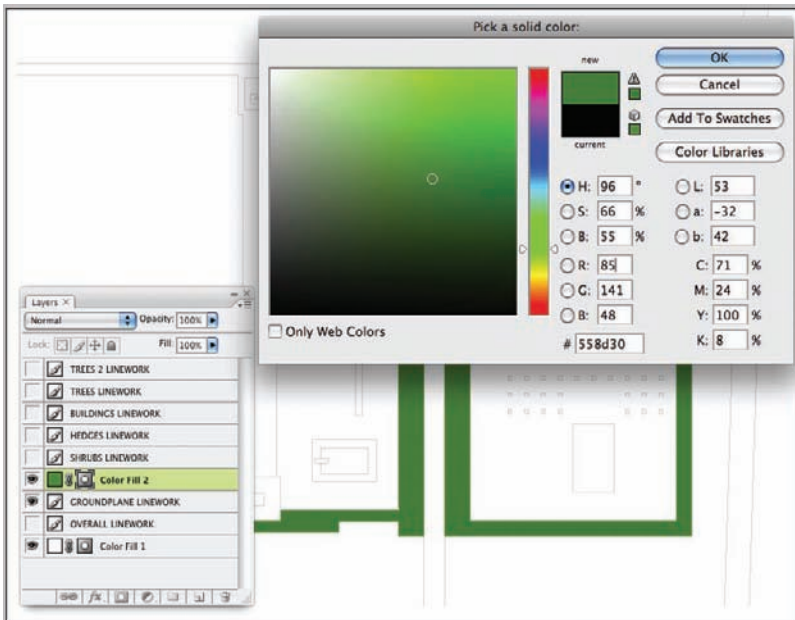 Pick a solid color:
new
current
OK
Cancel
Add To Swatches
Color Libraries
H: 96 °
S: 66 %
B: 55 %
R: 85
G: 141
B: 48
# 558d30
L: 53
a: -32
b: 42
C: 71 %
M: 24 %
Y: 100 %
K: 8 %
Only Web Colors
Layers ×
Normal Opacity: 100%
Lock: Fill: 100%
TREES 2 LINEWORK
TREES LINEWORK
BUILDINGS LINEWORK
HEDGES LINEWORK
SHRUBS LINEWORK
Color Fill 2
GROUNDPLANE LINEWORK
OVERALL LINEWORK
Color Fill 1
fx.